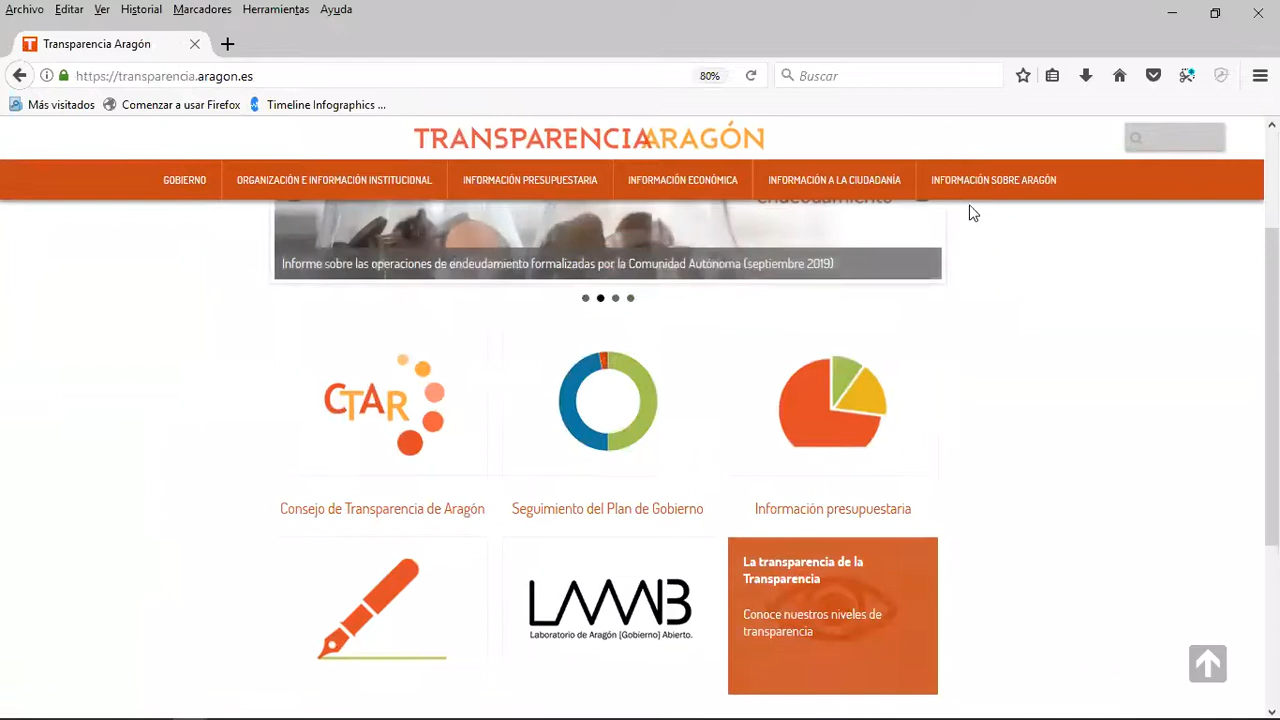 Archivo Editar Ver Historial Marcadores Herramientas Ayuda
Transparencia Aragón
https://transparencia.aragon.es 80% Buscar
Más visitados Comenzar a usar Firefox Timeline Infographics ...
TRANSPARENCIA ARAGÓN
GOBIERNO ORGANIZACIÓN E INFORMACIÓN INSTITUCIONAL INFORMACIÓN PRESUPUESTARIA INFORMACIÓN ECONÓMICA INFORMACIÓN A LA CIUDADANÍA INFORMACIÓN SOBRE ARAGÓN
endeudamiento
Informe sobre las operaciones de endeudamiento formalizadas por la Comunidad Autónoma (septiembre 2019)
CTAR
Consejo de Transparencia de Aragón Seguimiento del Plan de Gobierno Información presupuestaria
LAAAB
Laboratorio de Aragón [Gobierno] Abierto.
La transparencia de la
Transparencia
Conoce nuestros niveles de
transparencia